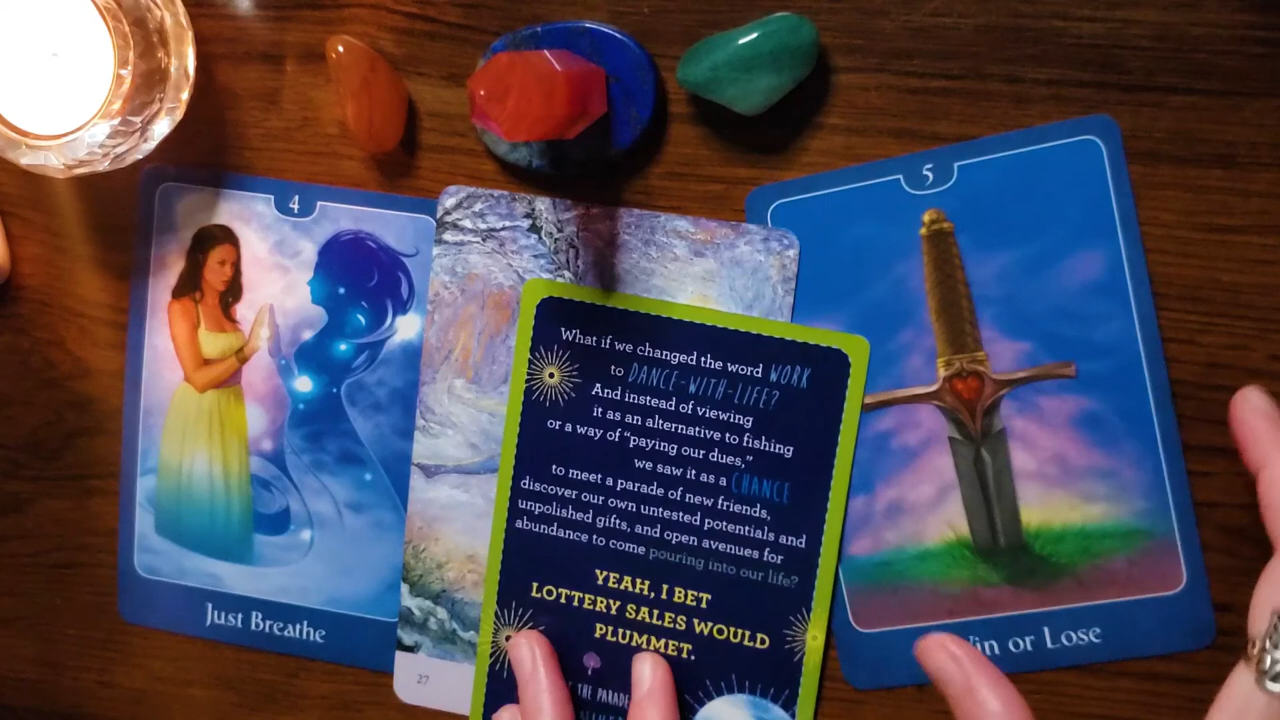 4
Just Breathe
27
What if we changed the word WORK
to DANCE-WITH-LIFE?
And instead of viewing
it as an alternative to fishing
or a way of "paying our dues,"
we saw it as a CHANCE
to meet a parade of new friends,
discover our own untested potentials and
unpolished gifts, and open avenues for
abundance to come pouring into our life?
YEAH, I BET
LOTTERY SALES WOULD
PLUMMET.
THE PARADE
5
or Lose